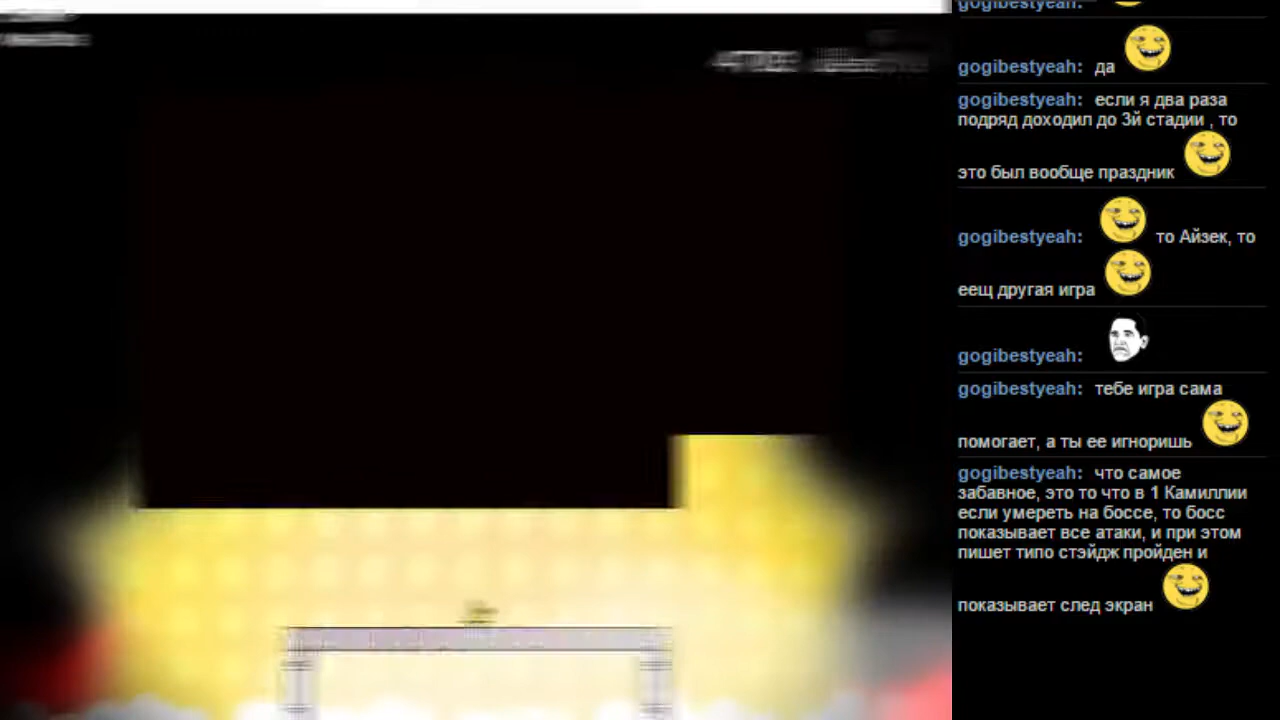 gogibestyeah:
gogibestyeah: да
gogibestyeah: если я два раза
подряд доходил до 3й стадии , то
это был вообще праздник
gogibestyeah: то Айзек, то
еещ другая игра
gogibestyeah:
gogibestyeah: тебе игра сама
помогает, а ты ее игноришь
gogibestyeah: что самое
забавное, это то что в 1 Камиллии
если умереть на боссе, то босс
показывает все атаки, и при этом
пишет типо стэйдж пройден и
показывает след экран